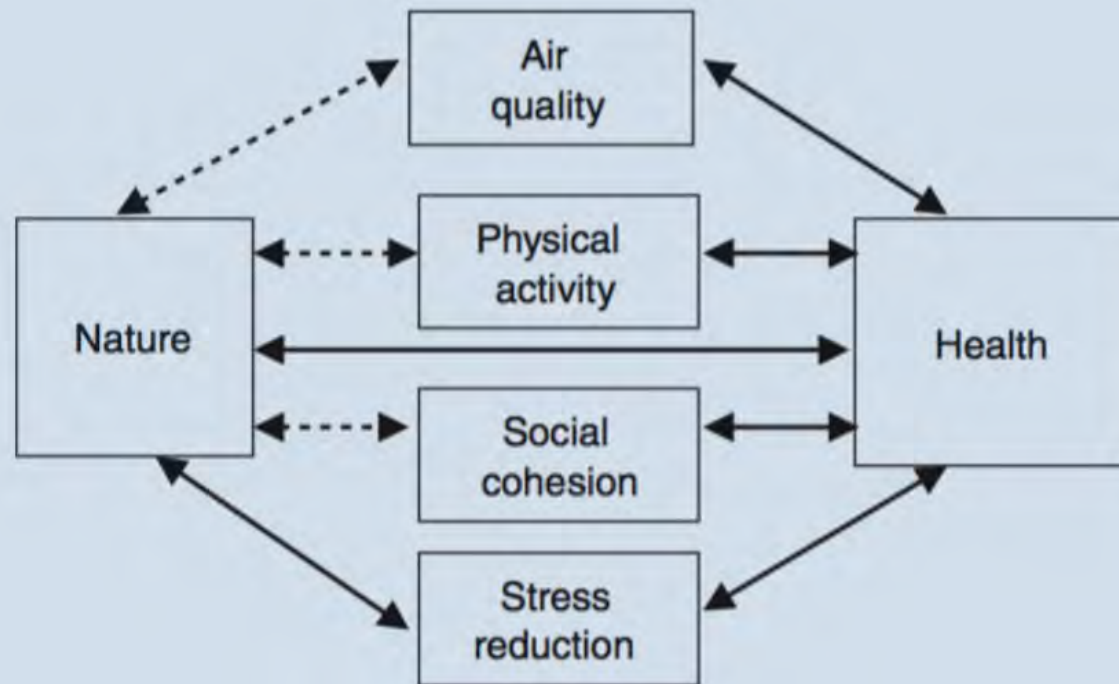 Air
quality
Physical
activity
Nature
Health
Social
cohesion
Stress
reduction